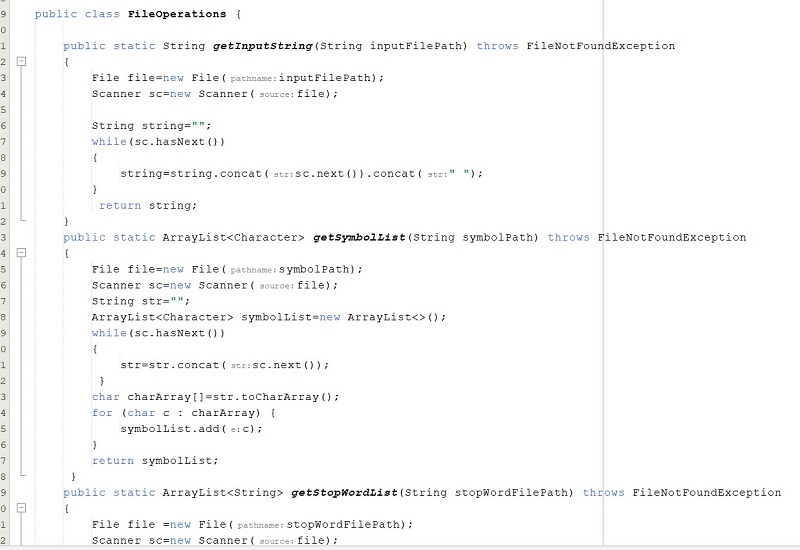 9 public class FileOperations {
0
1 public static String getInputString(String inputFilePath) throws FileNotFoundException
2 {
3 File file=new File( pathname: inputFilePath);
4 Scanner sc=new Scanner( source: file);
5
6 String string="";
7 while(sc.hasNext())
8 {
9 string=string.concat( str: sc.next()).concat( str: " ");
0 }
1 return string;
2 }
3 public static ArrayList<Character> getSymbolList(String symbolPath) throws FileNotFoundException
4 {
5 File file=new File( pathname: symbolPath);
6 Scanner sc=new Scanner( source: file);
7 String str="";
8 ArrayList<Character> symbolList=new ArrayList<>();
9 while(sc.hasNext())
0 {
1 str=str.concat( str: sc.next());
2 }
3 char charArray[]=str.toCharArray();
4 for (char c : charArray) {
5 symbolList.add( e: c);
6 }
7 return symbolList;
8 }
9 public static ArrayList<String> getStopWordList(String stopWordFilePath) throws FileNotFoundException
0 {
1 File file =new File( pathname: stopWordFilePath);
2 Scanner sc=new Scanner( source: file);